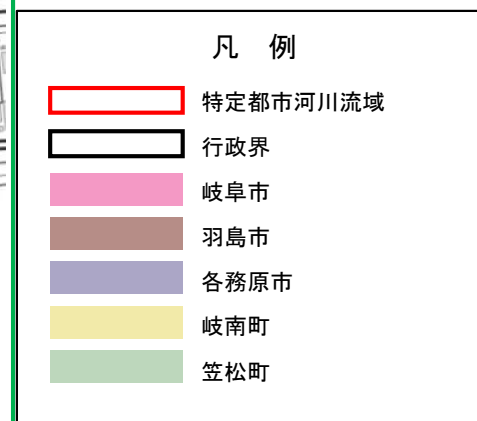 凡 例
特定都市河川流域
行政界
岐阜市
羽島市
各務原市
岐南町
笠松町